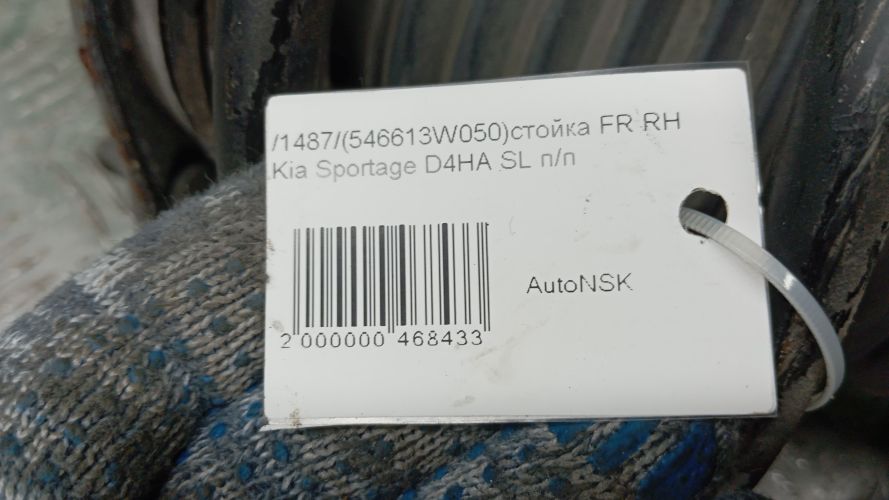 /1487/(546613W050)стойка FR RH
Kia Sportage D4HA SL п/п
AutoNSK
2 000000 468433